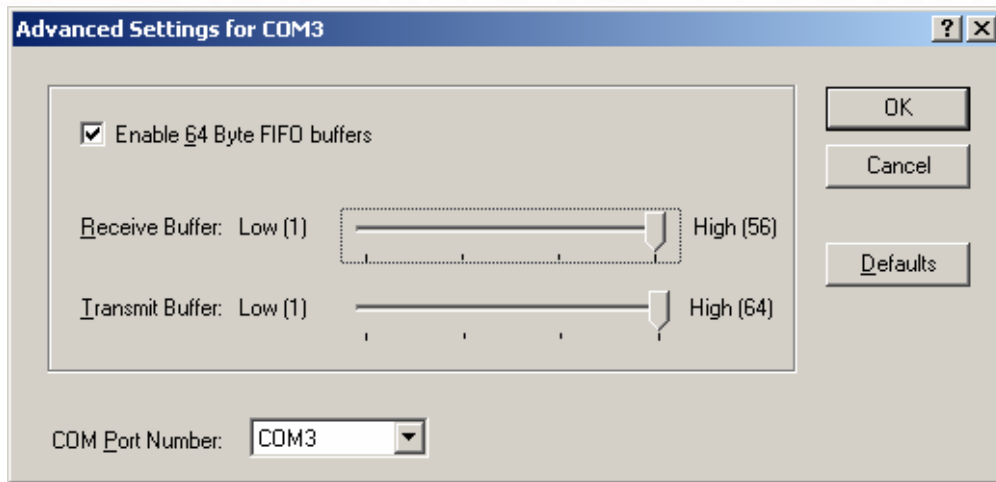 Advanced Settings for COM3
OK
Enable 64 Byte FIFO buffers
Cancel
Receive Buffer: Low (1) High (56)
Defaults
Transmit Buffer: Low (1) High (64)
COM Port Number: COM3